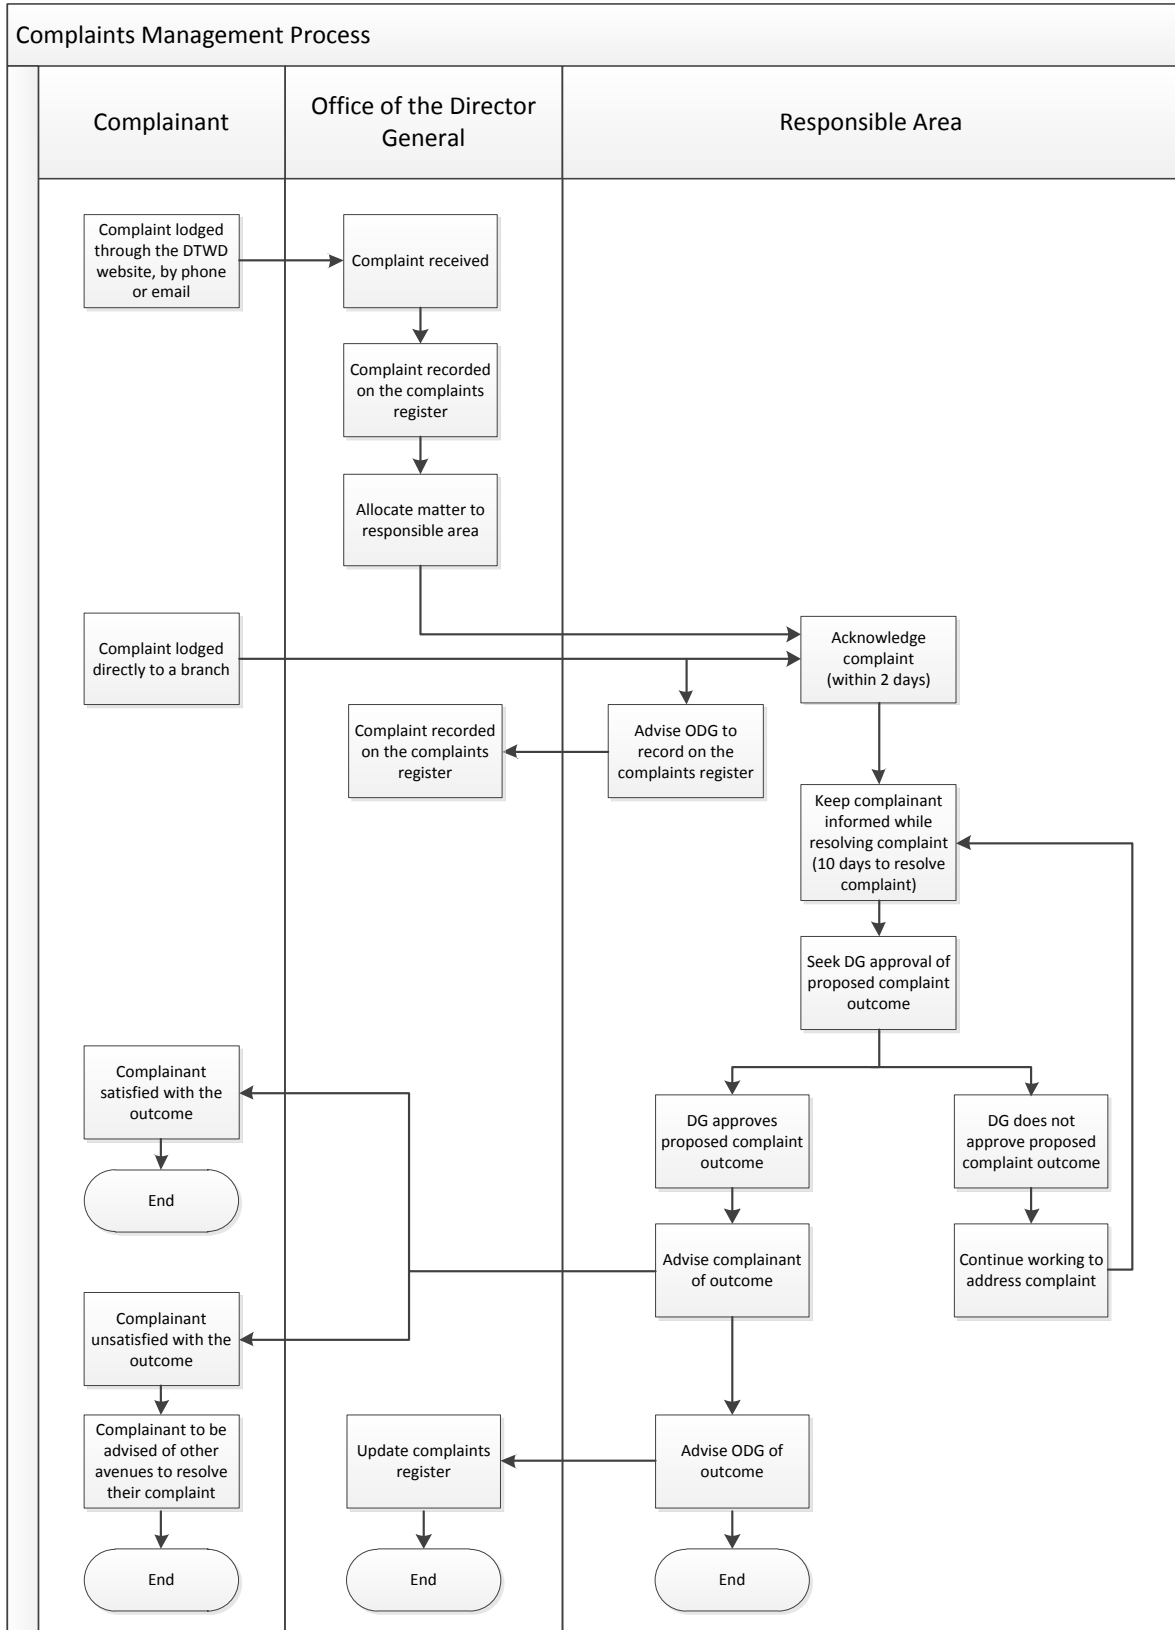 Complaints Management Process
Complainant
Office of the Director
General
Responsible Area
Complaint lodged
through the DTWD
website, by phone
or email
Complaint received
Complaint recorded
on the complaints
register
Allocate matter to
responsible area
Complaint lodged
directly to a branch
Acknowledge
complaint
(within 2 days)
Complaint recorded
on the complaints
register
Advise ODG to
record on the
complaints register
Keep complainant
informed while
resolving complaint
(10 days to resolve
complaint)
Seek DG approval of
proposed complaint
outcome
Complainant
satisfied with the
outcome
DG approves
proposed complaint
outcome
DG does not
approve proposed
complaint outcome
End
Advise complainant
of outcome
Continue working to
address complaint
Complainant
unsatisfied with the
outcome
Complainant to be
advised of other
avenues to resolve
their complaint
Update complaints
register
Advise ODG of
outcome
End
End
End